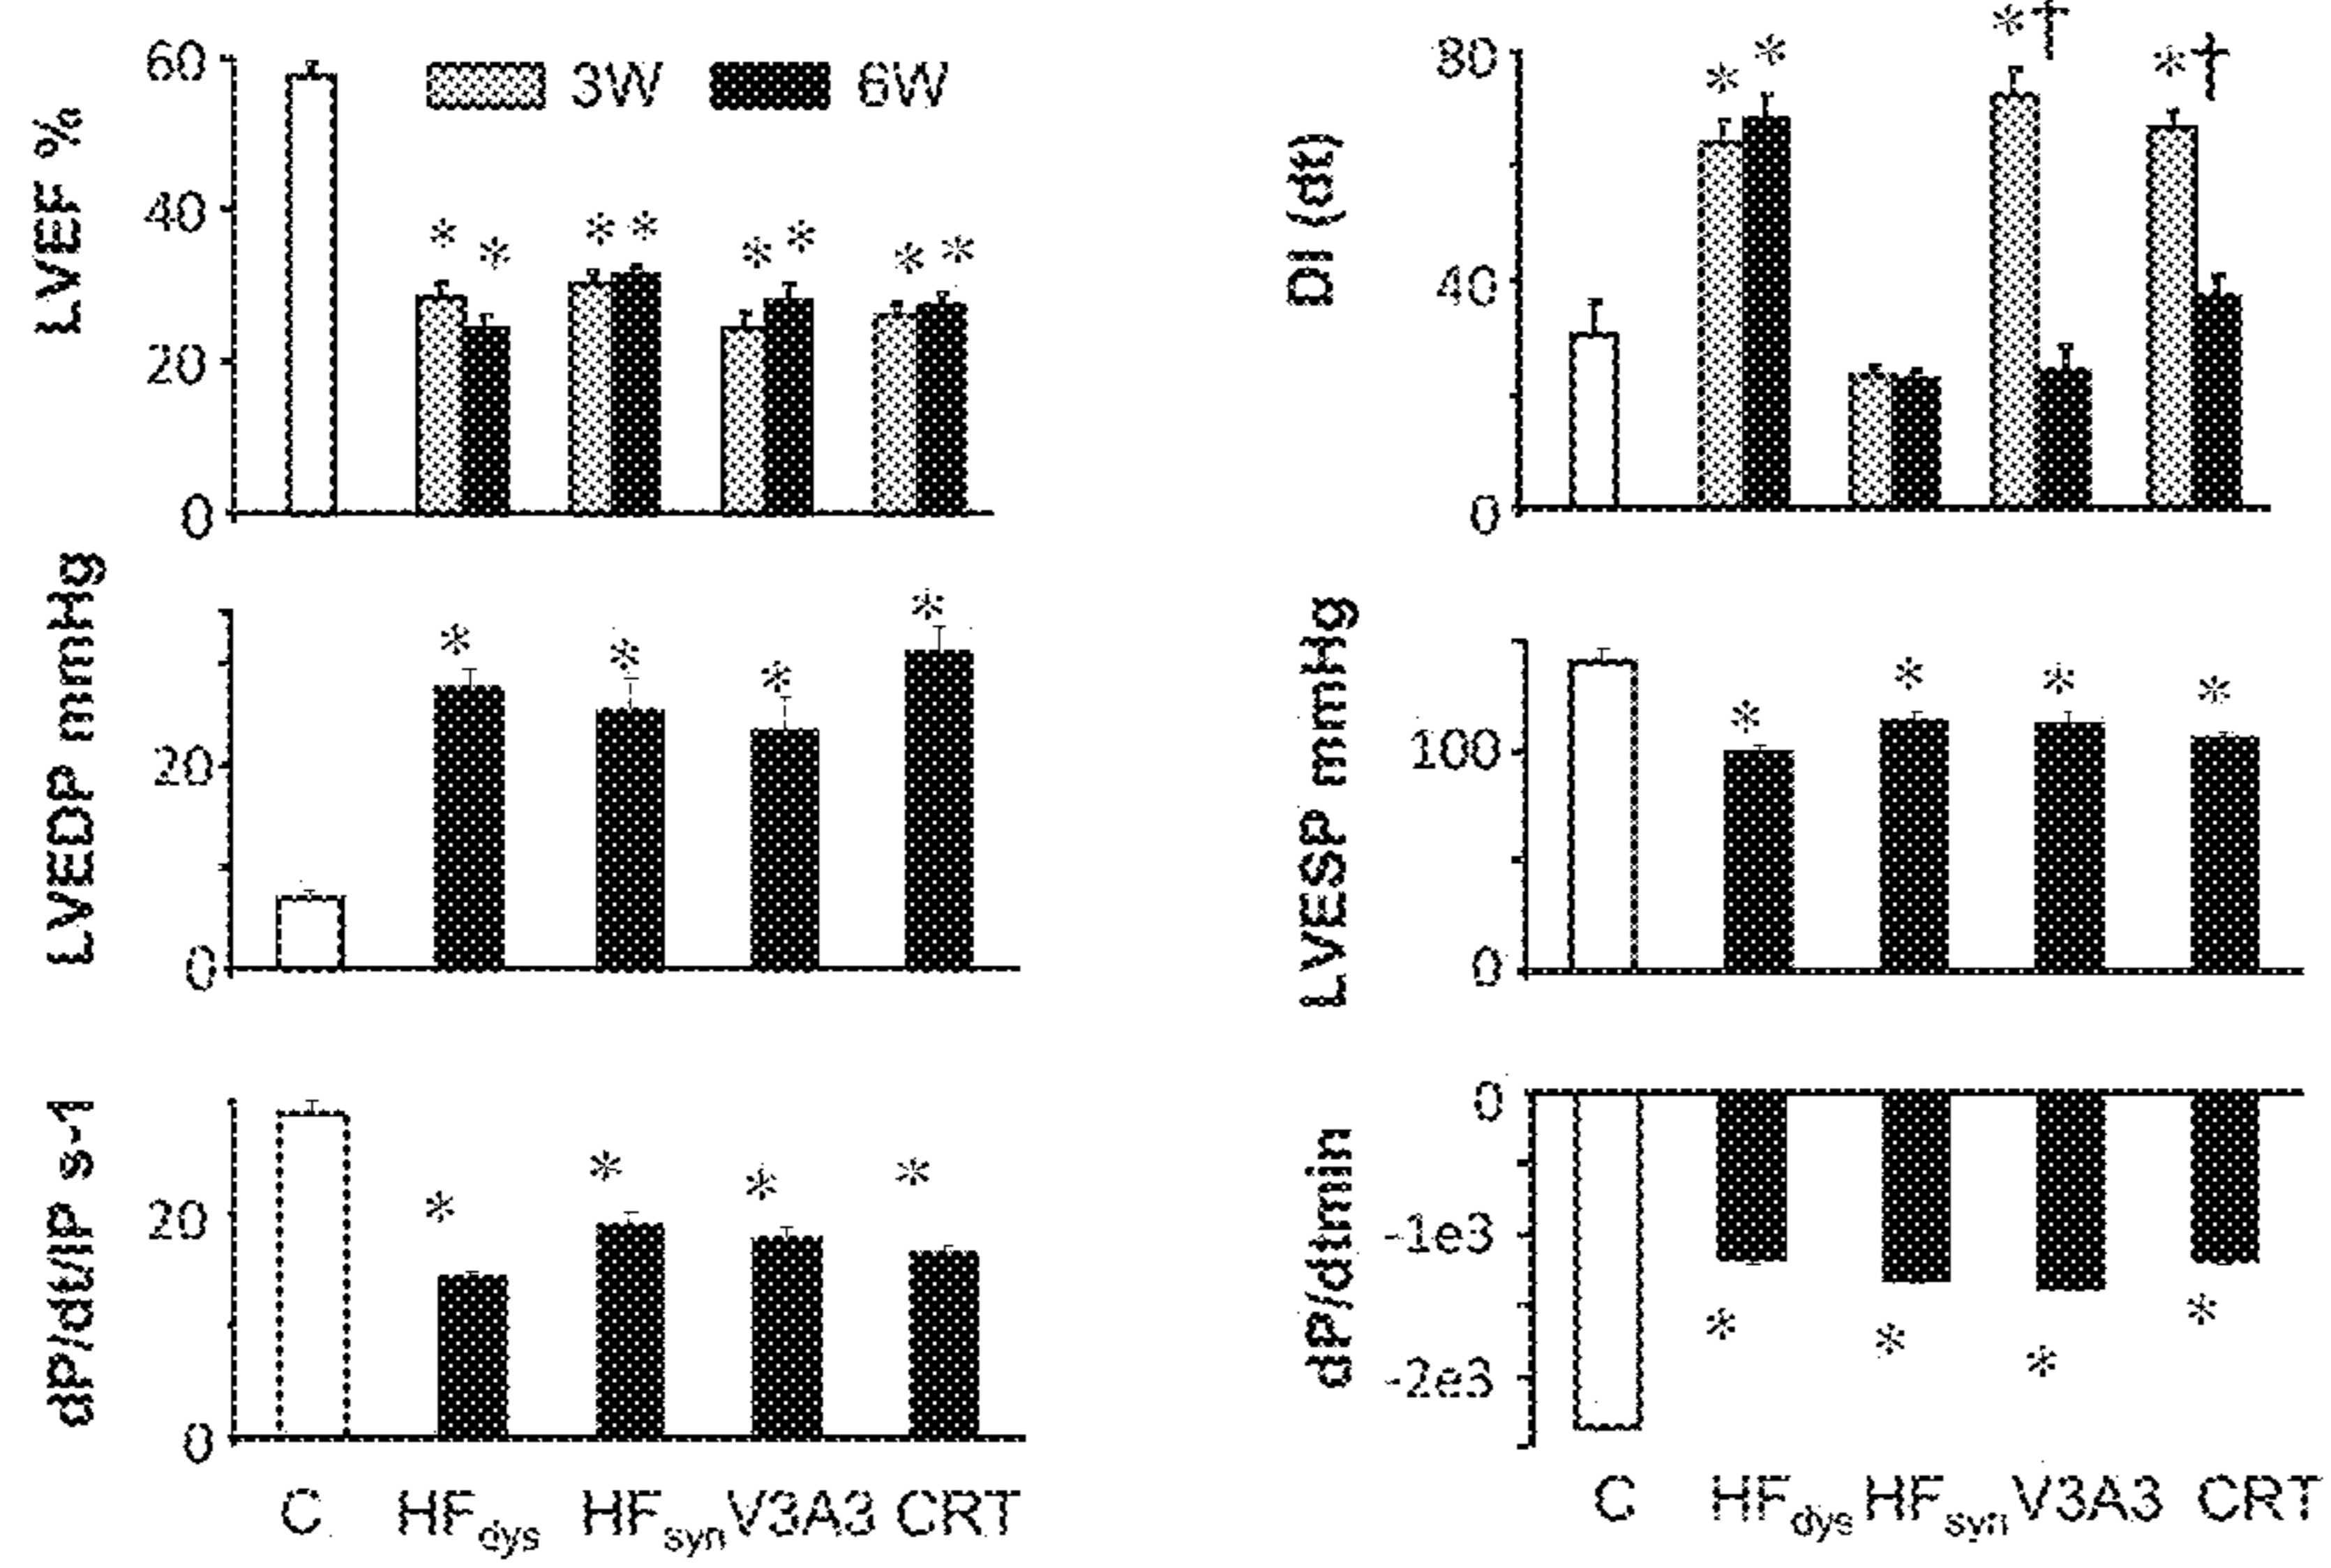 LVEF %
60
40
20
0
3W 6W
* * * * * * * *
DI (dt)
80
40
0
* * *† *†
LVEDP mmHg
20
0
* * * *
LVESP mmHg
100
0
* * * *
dP/dt/IP s-1
20
0
* * * *
C HFdys HFsyn V3A3 CRT
dP/dtmin
0
-1e3
-2e3
* * * *
C HFdys HFsyn V3A3 CRT